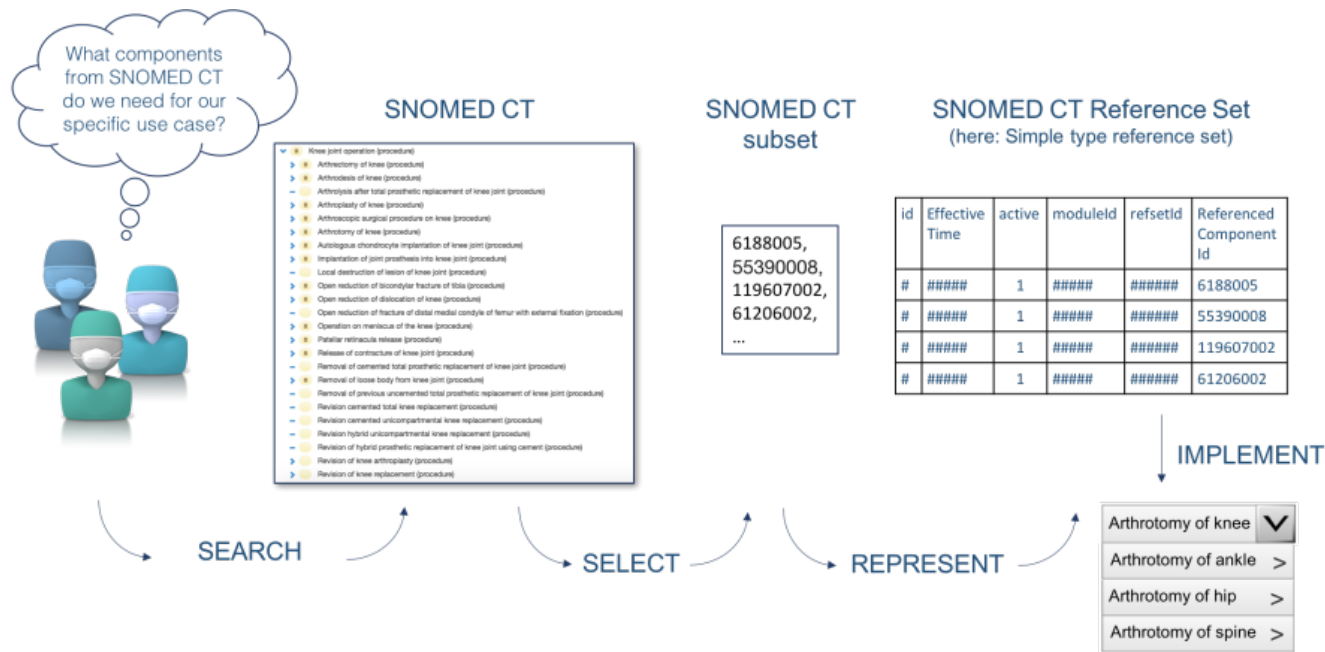 What components
from SNOMED CT
do we need for our
specific use case?
SNOMED CT
Knee joint operation (procedure)
Arthrectomy of knee (procedure)
Arthrodesis of knee (procedure)
Arthrolysis after total prosthetic replacement of knee joint (procedure)
Arthroplasty of knee (procedure)
Arthroscopic surgical procedure on knee (procedure)
Arthrotomy of knee (procedure)
Autologous chondrocyte implantation of knee joint (procedure)
Implantation of joint prosthesis into knee joint (procedure)
Local destruction of lesion of knee joint (procedure)
Open reduction of bicondylar fracture of tibia (procedure)
Open reduction of dislocation of knee (procedure)
Open reduction of fracture of distal medial condyle of femur with external fixation (procedure)
Operation on meniscus of the knee (procedure)
Patellar retinacula release (procedure)
Release of contracture of knee joint (procedure)
Removal of cemented total prosthetic replacement of knee joint (procedure)
Removal of loose body from knee joint (procedure)
Removal of previous uncemented total prosthetic replacement of knee joint (procedure)
Revision cemented total knee replacement (procedure)
Revision cemented unicompartmental knee replacement (procedure)
Revision hybrid unicompartmental knee replacement (procedure)
Revision of hybrid prosthetic replacement of knee joint using cement (procedure)
Revision of knee arthroplasty (procedure)
Revision of knee replacement (procedure)
SNOMED CT
subset
6188005,
55390008,
119607002,
61206002,
...
SNOMED CT Reference Set
(here: Simple type reference set)
id Effective Time active moduleId refsetId Referenced Component Id
# ##### 1 ##### ###### 6188005
# ##### 1 ##### ###### 55390008
# ##### 1 ##### ###### 119607002
# ##### 1 ##### ###### 61206002
SEARCH
SELECT
REPRESENT
IMPLEMENT
Arthrotomy of knee
Arthrotomy of ankle >
Arthrotomy of hip >
Arthrotomy of spine >